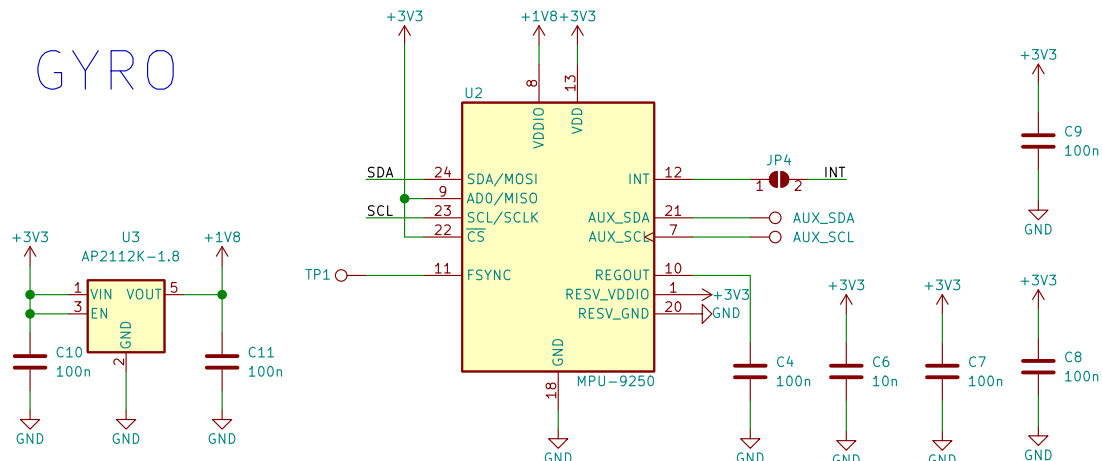 GYRO
+3V3
+1V8
+3V3
U2
8
13
VDDIO
VDD
SDA
24
SDA/MOSI
9
AD0/MISO
SCL
23
SCL/SCLK
22
CS
TP1
11
FSYNC
INT
12
JP4
1
2
INT
AUX_SDA
21
AUX_SDA
AUX_SCL
7
AUX_SCL
REGOUT
10
RESV_VDDIO
1
+3V3
RESV_GND
20
GND
GND
18
MPU-9250
GND
+3V3
U3
AP2112K-1.8
+1V8
1
VIN
VOUT
5
3
EN
GND
2
C10
100n
C11
100n
GND
GND
GND
C4
100n
GND
+3V3
C6
10n
GND
+3V3
C7
100n
GND
+3V3
C9
100n
GND
+3V3
C8
100n
GND